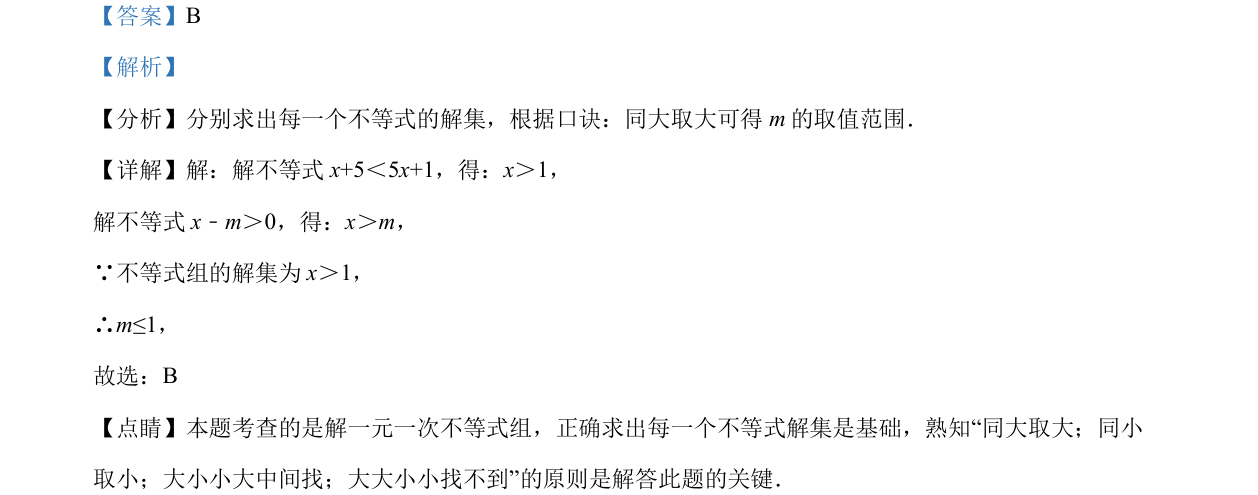 【答案】B
【解析】
【分析】分别求出每一个不等式的解集，根据口诀：同大取大可得 m 的取值范围．
【详解】解：解不等式 x+5＜5x+1，得：x＞1，
解不等式 x﹣m＞0，得：x＞m，
∵不等式组的解集为 x＞1，
∴m≤1，
故选：B
【点睛】本题考查的是解一元一次不等式组，正确求出每一个不等式解集是基础，熟知“同大取大；同小
取小；大小小大中间找；大大小小找不到”的原则是解答此题的关键．